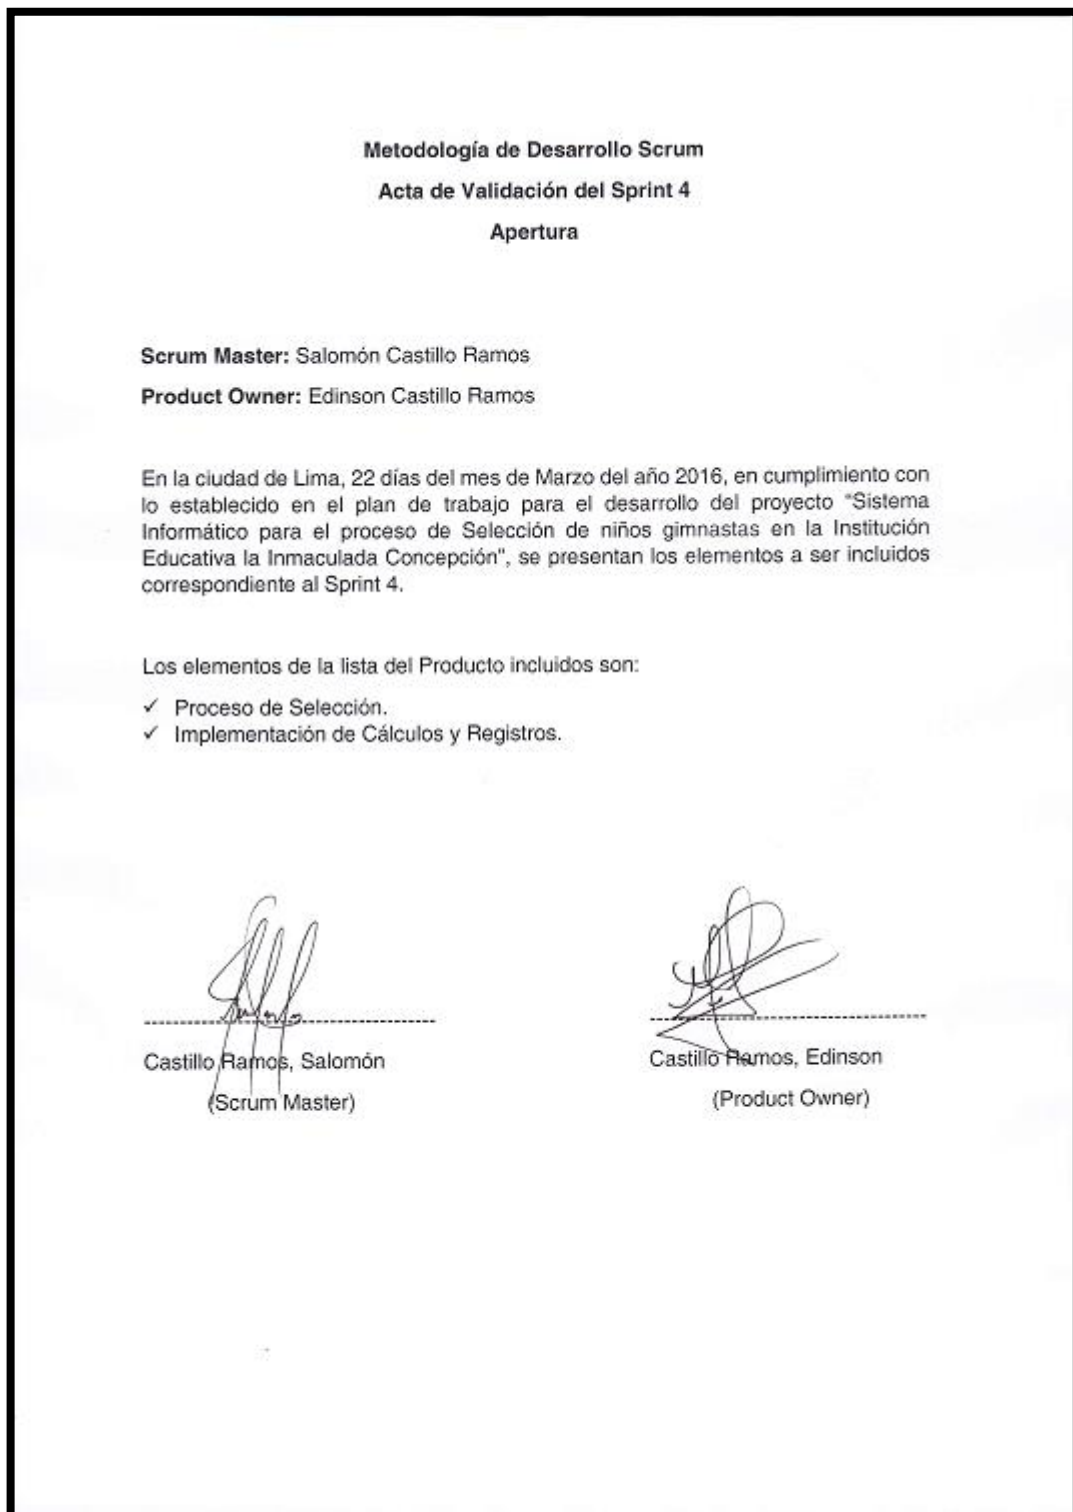 Metodología de Desarrollo Scrum
Acta de Validación del Sprint 4
Apertura
Scrum Master: Salomón Castillo Ramos
Product Owner: Edinson Castillo Ramos
En la ciudad de Lima, 22 días del mes de Marzo del año 2016, en cumplimiento con
lo establecido en el plan de trabajo para el desarrollo del proyecto "Sistema
Informático para el proceso de Selección de niños gimnastas en la Institución
Educativa la Inmaculada Concepción", se presentan los elementos a ser incluidos
correspondiente al Sprint 4.
Los elementos de la lista del Producto incluidos son:
✓ Proceso de Selección.
✓ Implementación de Cálculos y Registros.
Castillo Ramos, Salomón
(Scrum Master)
Castillo Ramos, Edinson
(Product Owner)